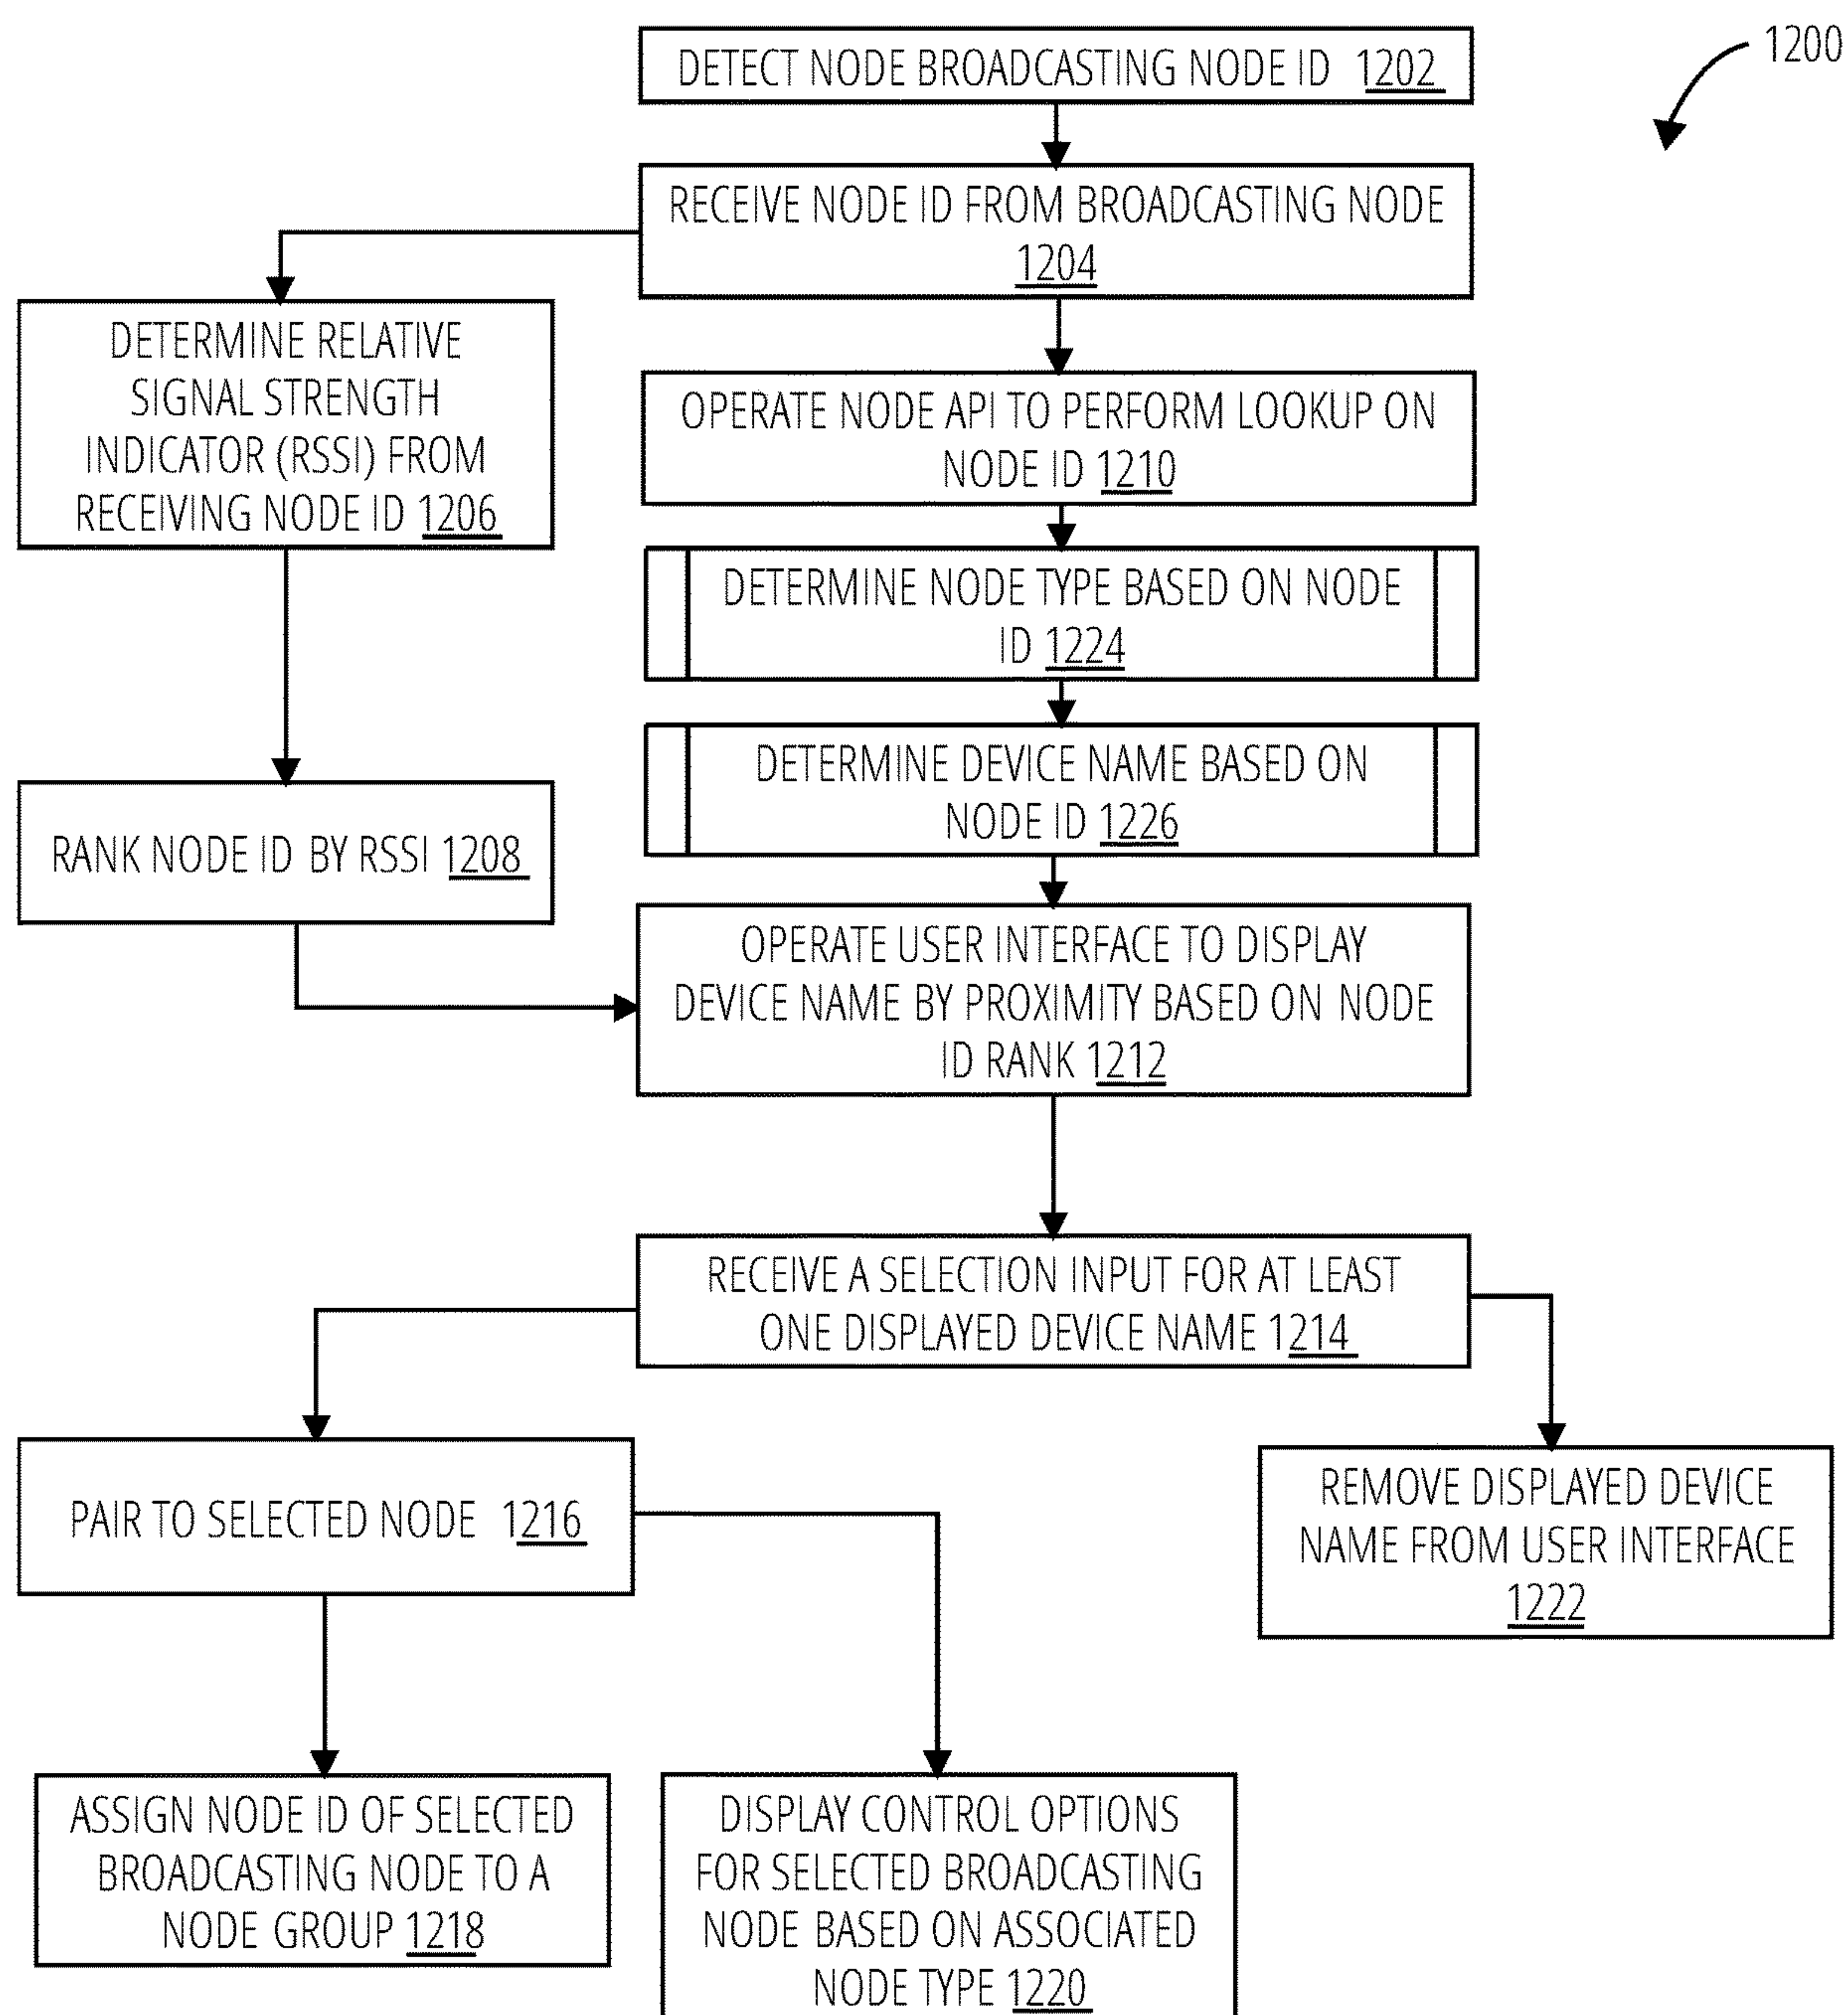 1200
DETECT NODE BROADCASTING NODE ID 1202
RECEIVE NODE ID FROM BROADCASTING NODE
1204
DETERMINE RELATIVE
SIGNAL STRENGTH
INDICATOR (RSSI) FROM
RECEIVING NODE ID 1206
OPERATE NODE API TO PERFORM LOOKUP ON
NODE ID 1210
DETERMINE NODE TYPE BASED ON NODE
ID 1224
DETERMINE DEVICE NAME BASED ON
NODE ID 1226
RANK NODE ID BY RSSI 1208
OPERATE USER INTERFACE TO DISPLAY
DEVICE NAME BY PROXIMITY BASED ON NODE
ID RANK 1212
RECEIVE A SELECTION INPUT FOR AT LEAST
ONE DISPLAYED DEVICE NAME 1214
PAIR TO SELECTED NODE 1216
REMOVE DISPLAYED DEVICE
NAME FROM USER INTERFACE
1222
ASSIGN NODE ID OF SELECTED
BROADCASTING NODE TO A
NODE GROUP 1218
DISPLAY CONTROL OPTIONS
FOR SELECTED BROADCASTING
NODE BASED ON ASSOCIATED
NODE TYPE 1220